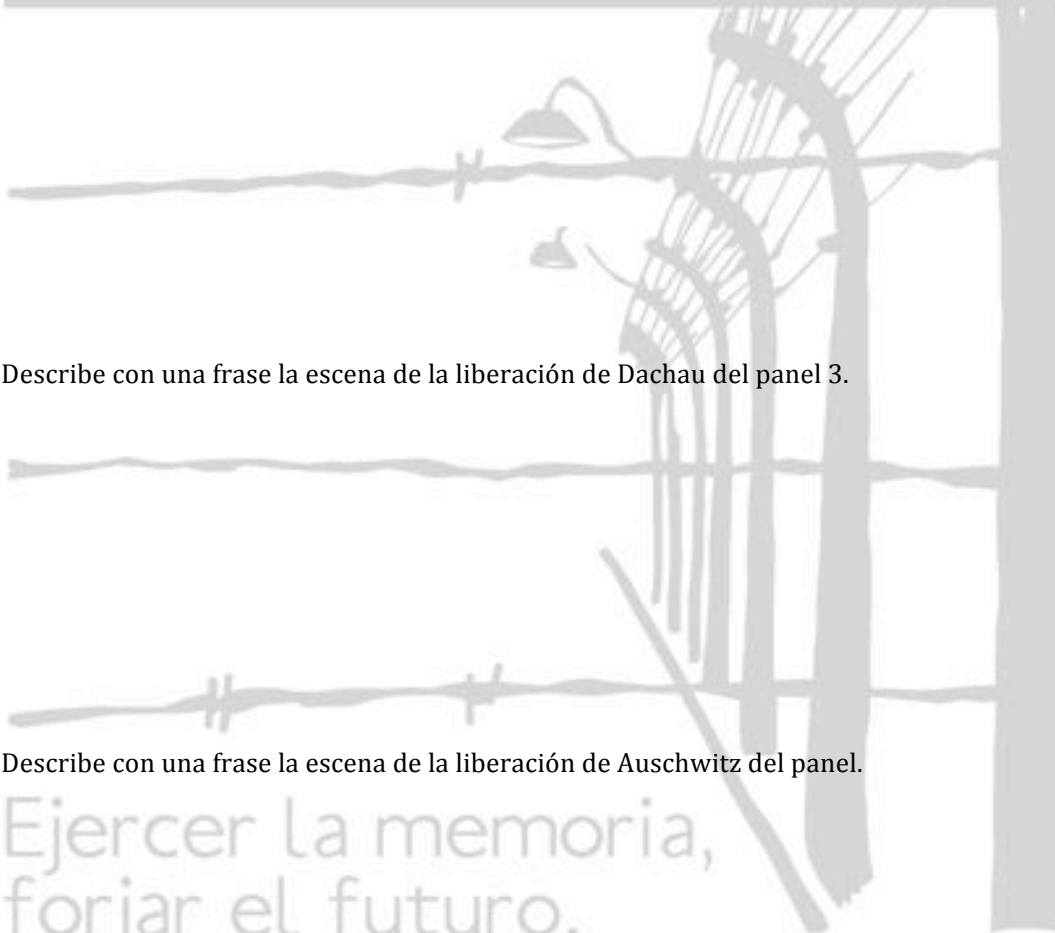 Describe con una frase la escena de la liberación de Dachau del panel 3.
Describe con una frase la escena de la liberación de Auschwitz del panel.
Ejercer la memoria,
forjar el futuro.